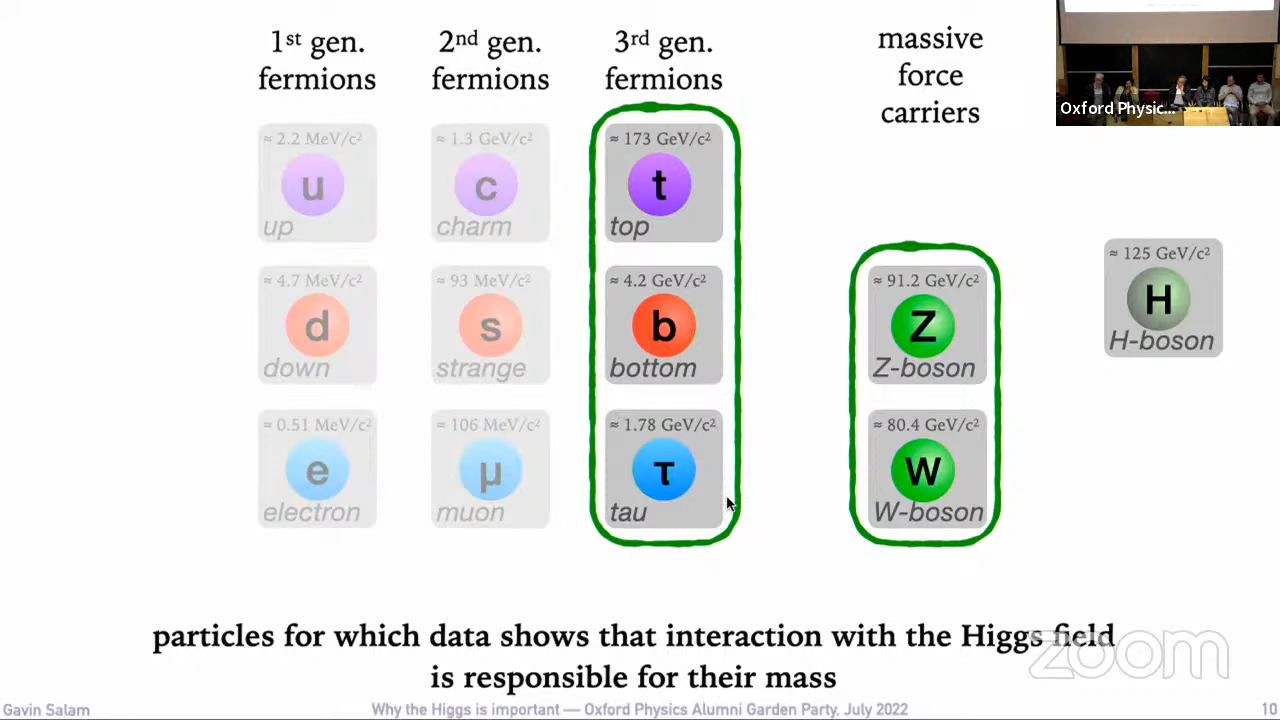 1st gen.
fermions
2nd gen.
fermions
3rd gen.
fermions
massive
force
carriers
Oxford Physic...
≈ 2.2 MeV/c²
u
up
≈ 1.3 GeV/c²
c
charm
≈ 173 GeV/c²
t
top
≈ 4.7 MeV/c²
d
down
≈ 93 MeV/c²
s
strange
≈ 4.2 GeV/c²
b
bottom
≈ 91.2 GeV/c²
Z
Z-boson
≈ 125 GeV/c²
H
H-boson
≈ 0.51 MeV/c²
e
electron
≈ 106 MeV/c²
μ
muon
≈ 1.78 GeV/c²
τ
tau
≈ 80.4 GeV/c²
W
W-boson
particles for which data shows that interaction with the Higgs field
is responsible for their mass
zoom
Gavin Salam
Why the Higgs is important — Oxford Physics Alumni Garden Party, July 2022
10